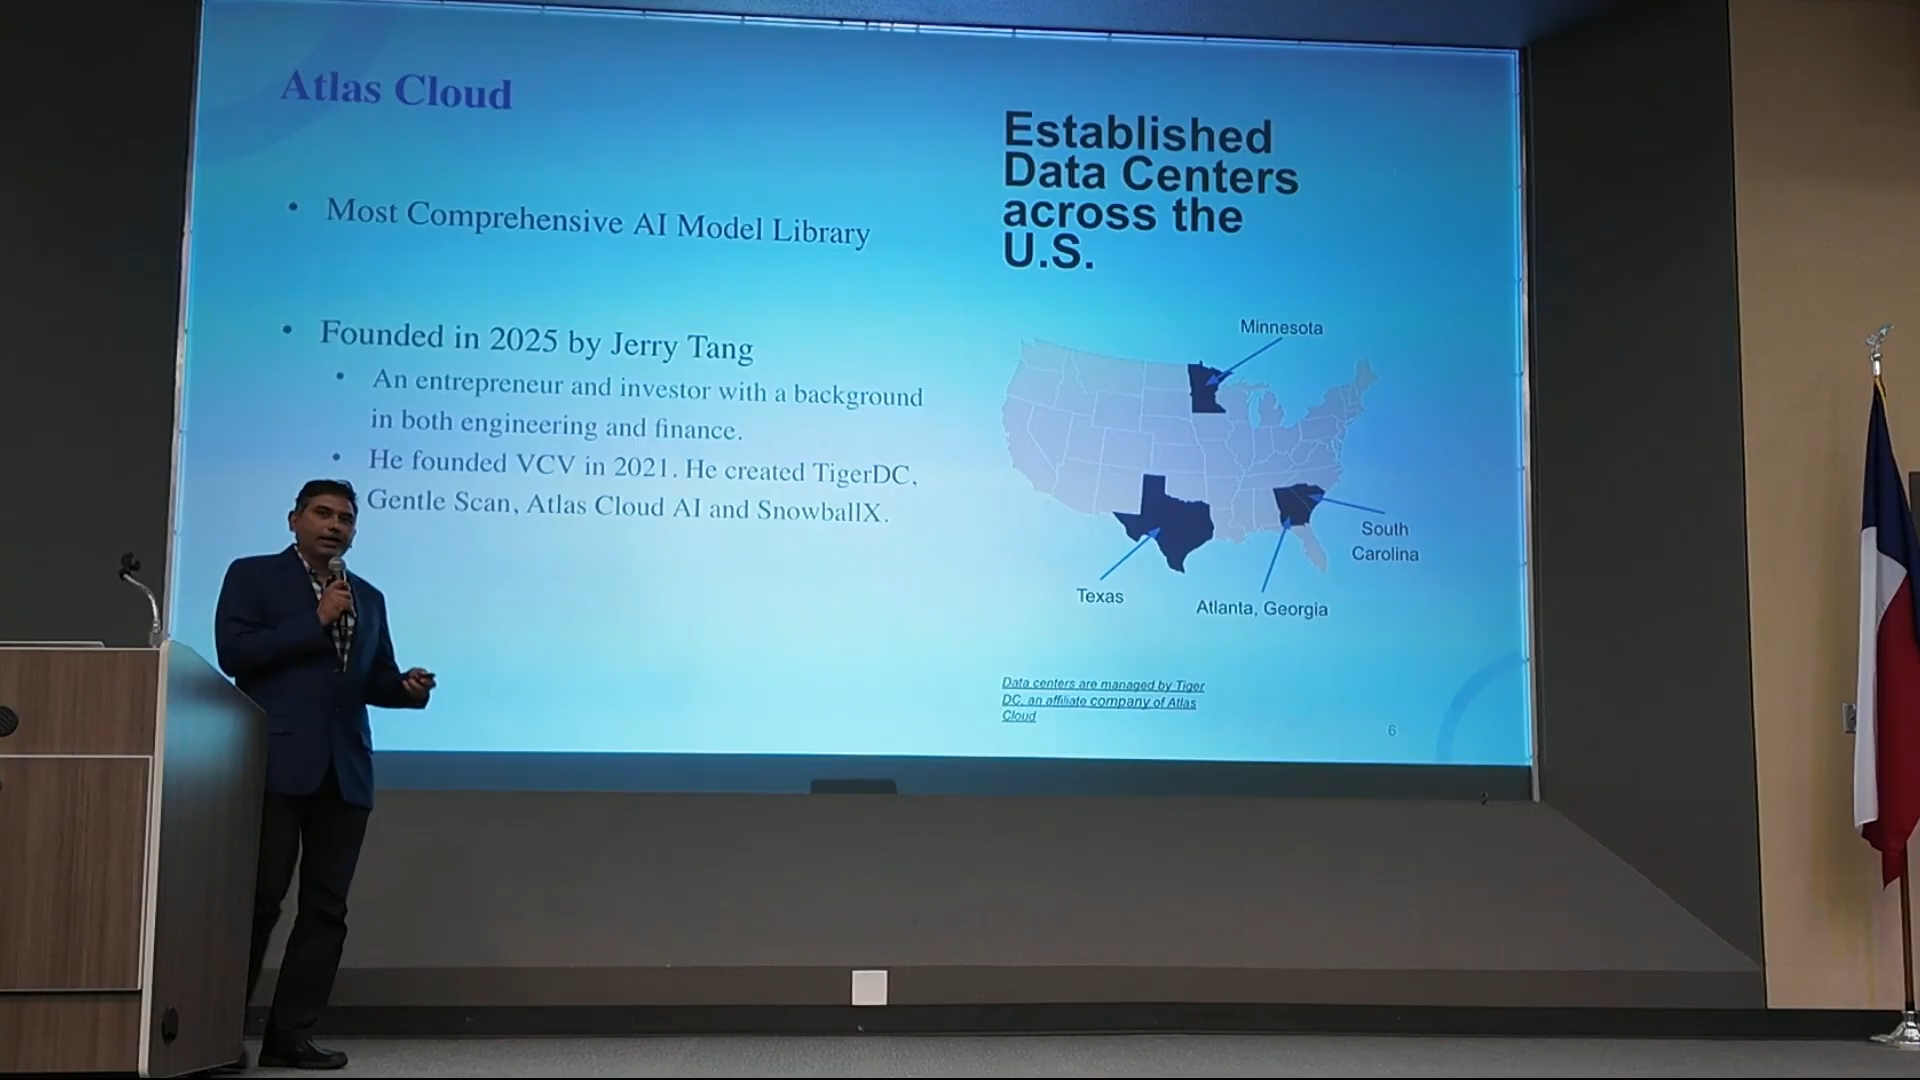 Atlas Cloud
• Most Comprehensive AI Model Library
• Founded in 2025 by Jerry Tang
• An entrepreneur and investor with a background
in both engineering and finance.
• He founded VCV in 2021. He created TigerDC,
Gentle Scan, Atlas Cloud AI and SnowballX.
Established
Data Centers
across the
U.S.
Minnesota
South
Carolina
Texas
Atlanta, Georgia
Data centers are managed by Tiger
DC, an affiliate company of Atlas
Cloud
6